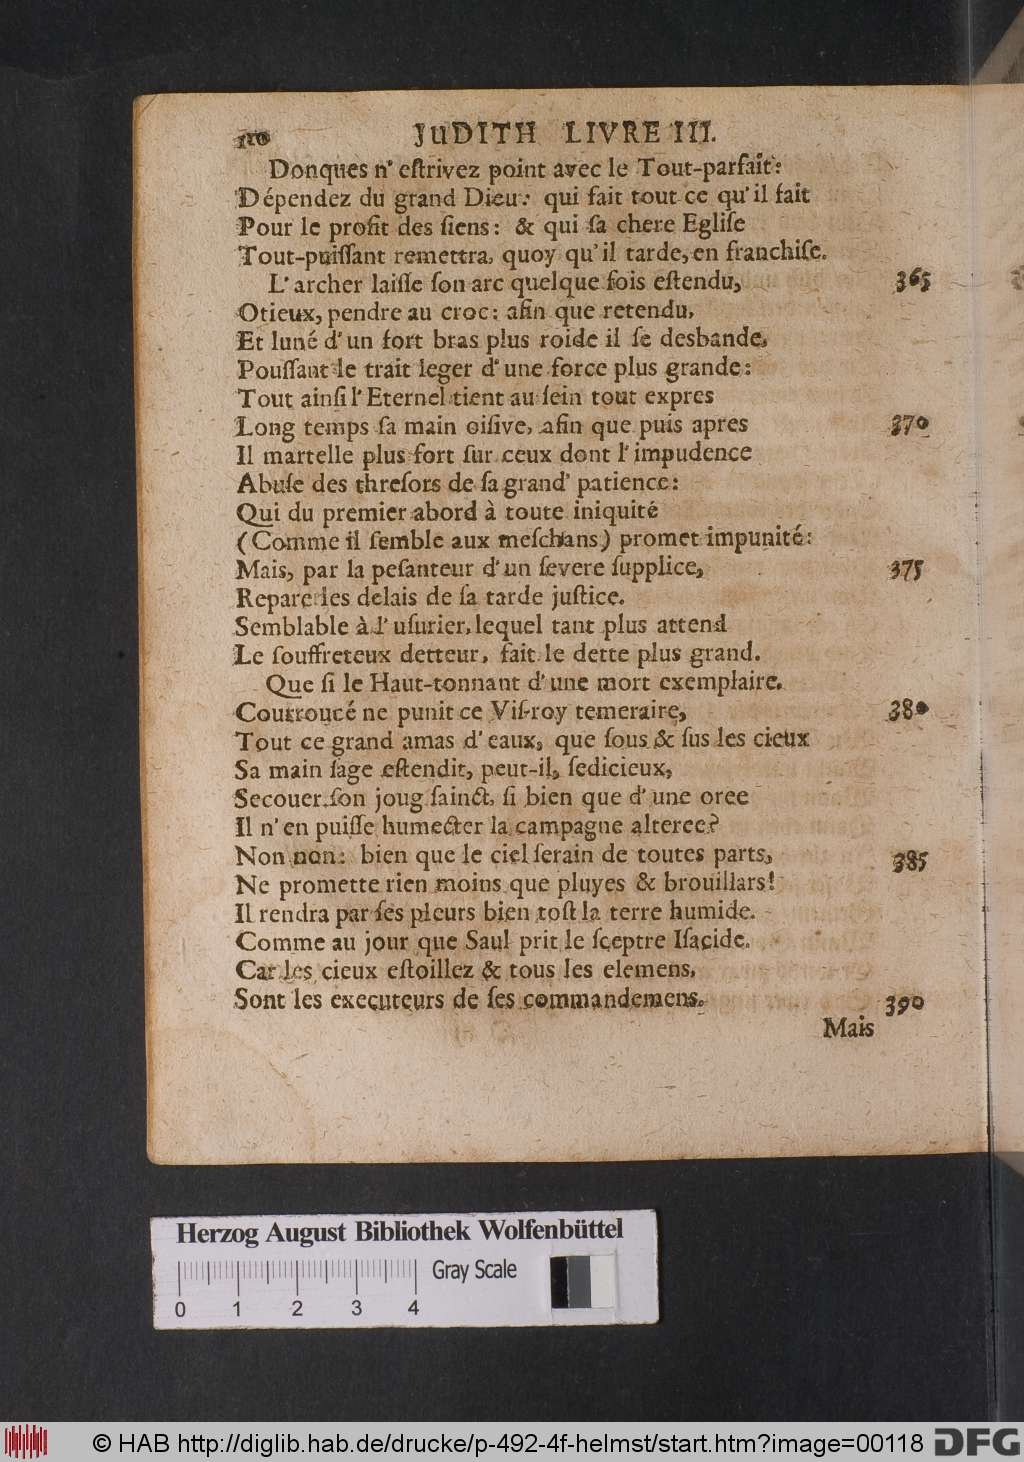 110 JUDITH LIVRE III.
Donques n'eſtrivez point avec le Tout-parfait:
Dépendez du grand Dieu: qui fait tout ce qu'il fait
Pour le profit des ſiens: & qui ſa chere Egliſe
Tout-puiſſant remettra, quoy qu'il tarde, en franchiſe.
L'archer laiſſe ſon arc quelque fois eſtendu, 365
Otieux, pendre au croc: afin que retendu,
Et luné d'un fort bras plus roide il ſe desbande,
Pouſſant le trait leger d'une force plus grande:
Tout ainſi l'Eternel tient au ſein tout expres
Long temps ſa main oiſive, afin que puis apres 370
Il martelle plus fort ſur ceux dont l'impudence
Abuſe des threſors de ſa grand' patience:
Qui du premier abord à toute iniquité
(Comme il ſemble aux meſchans) promet impunité:
Mais, par la peſanteur d'un ſevere ſupplice, 375
Repare les delais de ſa tarde juſtice.
Semblable à l'uſurier, lequel tant plus attend
Le ſouffreteux detteur, fait le dette plus grand.
Que ſi le Haut-tonnant d'une mort exemplaire,
Courroucé ne punit ce Viſ-roy temeraire, 380
Tout ce grand amas d'eaux, que ſous & ſus les cieux
Sa main ſage eſtendit, peut-il, ſedicieux,
Secouer ſon joug ſainct, ſi bien que d'une oree
Il n'en puiſſe humecter la campagne alteree?
Non non: bien que le ciel ſerain de toutes parts, 385
Ne promette rien moins que pluyes & brouillars!
Il rendra par ſes pleurs bien toſt la terre humide.
Comme au jour que Saul prit le ſceptre Iſacide.
Car les cieux eſtoillez & tous les elemens,
Sont les executeurs de ſes commandemens. 390
Mais
Herzog August Bibliothek Wolfenbüttel
Gray Scale
0 1 2 3 4
© HAB http://diglib.hab.de/drucke/p-492-4f-helmst/start.htm?image=00118 DFG